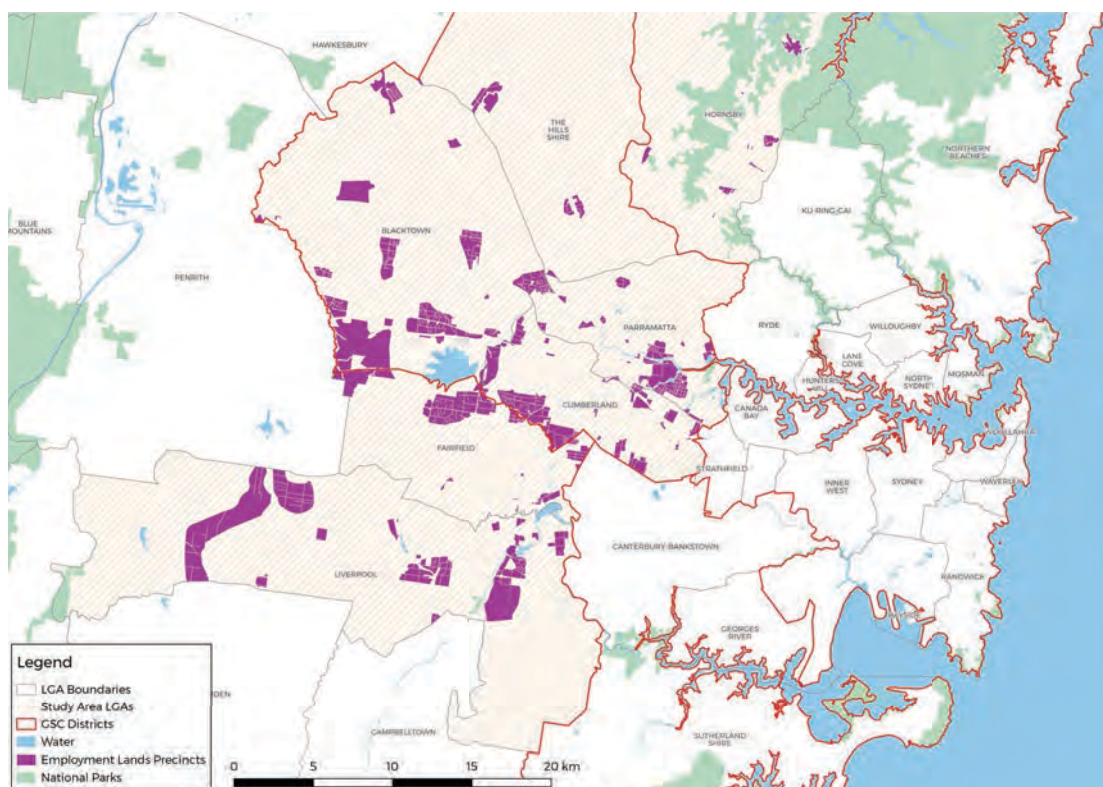 HAWKESBURY
THE
HILLS
SHIRE
HORNSBY
NORTHERN
BEACHES
KU-RING-GAI
BLUE
MOUNTAINS
BLACKTOWN
PENRITH
PARRAMATTA
RYDE
WILLOUGHBY
LANE
COVE
HUNTERS
NORTH
SYDNEY
MOSMAN
CANADA
BAY
WOOLLAHRA
CUMBERLAND
FAIRFIELD
STRATHFIELD
INNER
WEST
SYDNEY
WAVERLEY
CANTERBURY-BANKSTOWN
LIVERPOOL
RANDWICK
GEORGES
RIVER
CAMPBELLTOWN
SUTHERLAND
SHIRE
DEN
Legend
LGA Boundaries
Study Area LGAs
GSC Districts
Water
Employment Lands Precincts
National Parks
0 5 10 15 20 km